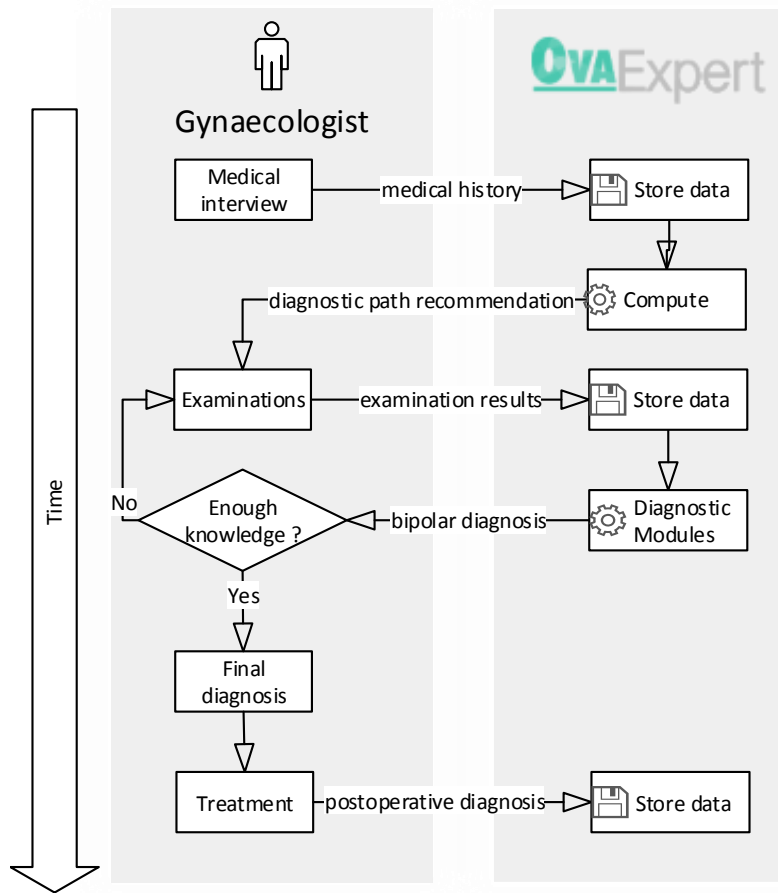 OvaExpert
Gynaecologist
Medical
interview
medical history
Store data
diagnostic path recommendation
Compute
Examinations
examination results
Store data
No
Enough
knowledge ?
bipolar diagnosis
Diagnostic
Modules
Time
Yes
Final
diagnosis
Treatment
postoperative diagnosis
Store data